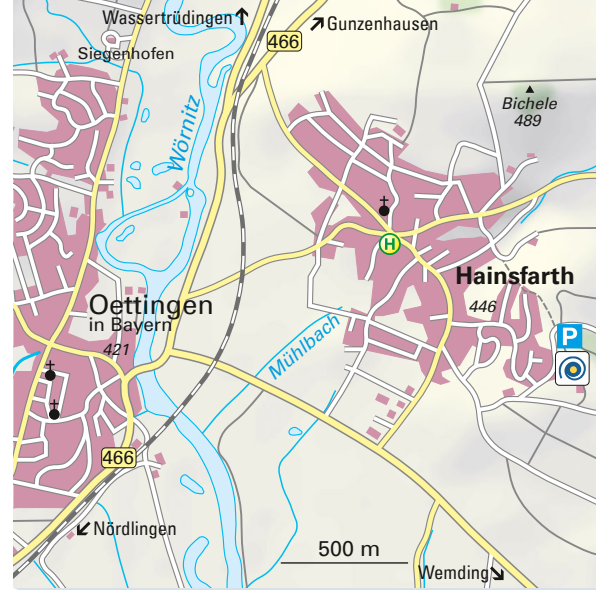 Wassertrüdingen
Gunzenhausen
466
Siegenhofen
Bichele
489
Wörnitz
H
Hainsfarth
446
Oettingen
in Bayern
421
Mühlbach
P
466
Nördlingen
500 m
Wemding